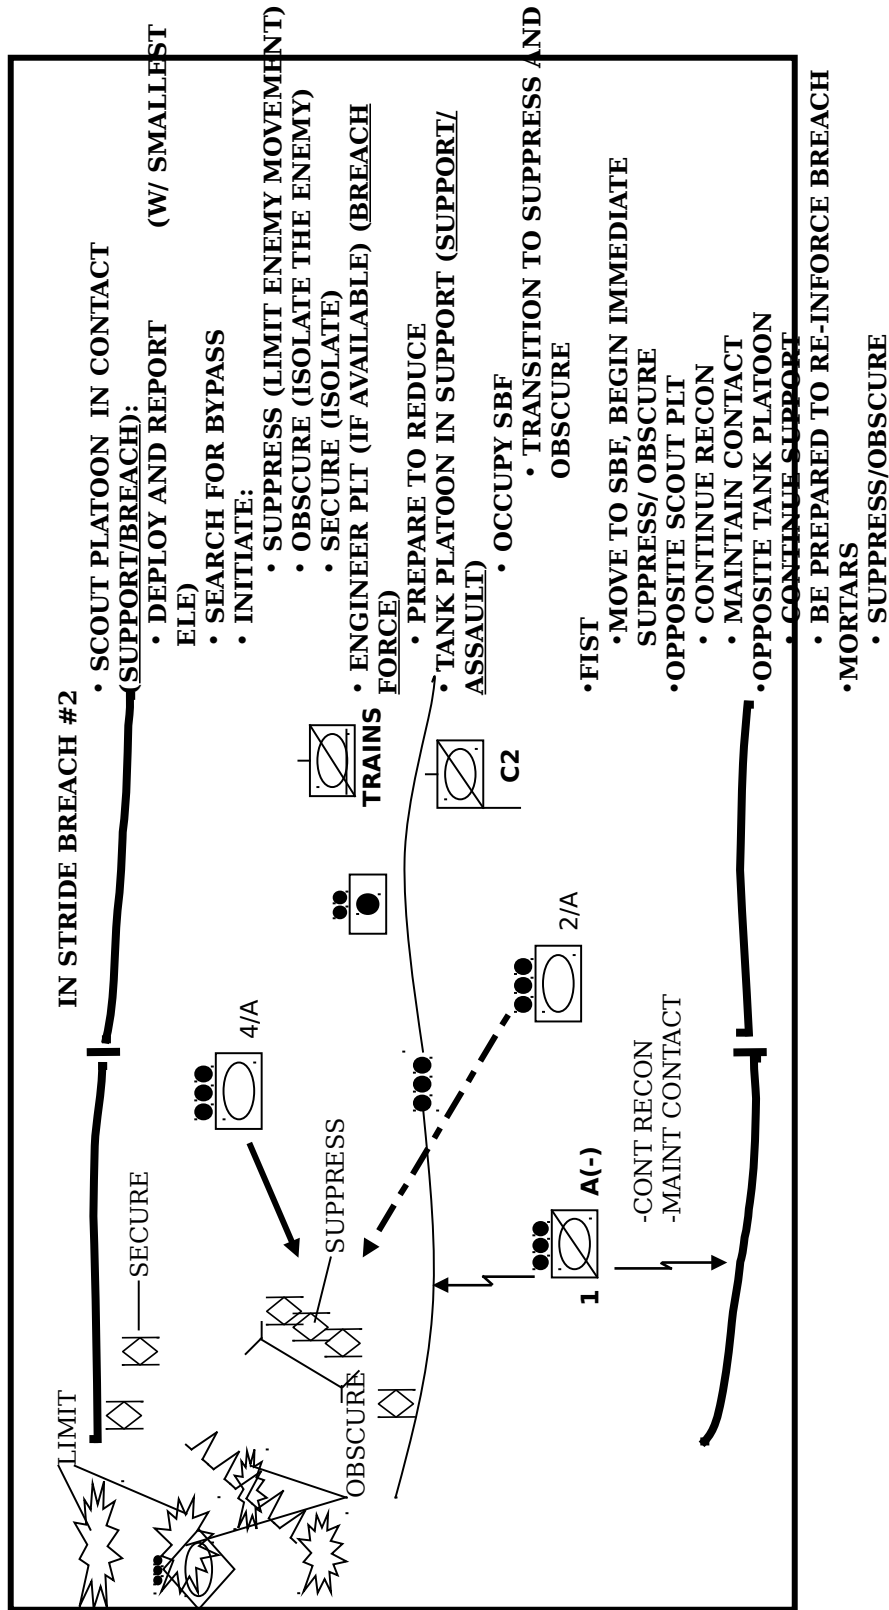 IN STRIDE BREACH #2
• SCOUT PLATOON IN CONTACT
(SUPPORT/BREACH):
• DEPLOY AND REPORT (W/ SMALLEST
ELE)
• SEARCH FOR BYPASS
• INITIATE:
• SUPPRESS (LIMIT ENEMY MOVEMENT)
• OBSCURE (ISOLATE THE ENEMY)
• SECURE (ISOLATE)
• ENGINEER PLT (IF AVAILABLE) (BREACH
FORCE)
• PREPARE TO REDUCE
• TANK PLATOON IN SUPPORT (SUPPORT/
ASSAULT)
• OCCUPY SBF
• TRANSITION TO SUPPRESS AND
OBSCURE
•FIST
•MOVE TO SBF, BEGIN IMMEDIATE
SUPPRESS/ OBSCURE
•OPPOSITE SCOUT PLT
• CONTINUE RECON
• MAINTAIN CONTACT
•OPPOSITE TANK PLATOON
• CONTINUE SUPPORT
• BE PREPARED TO RE-INFORCE BREACH
•MORTARS
• SUPPRESS/OBSCURE
TRAINS
C2
4/A
2/A
SECURE
SUPPRESS
LIMIT
OBSCURE
1
A(-)
-CONT RECON
-MAINT CONTACT